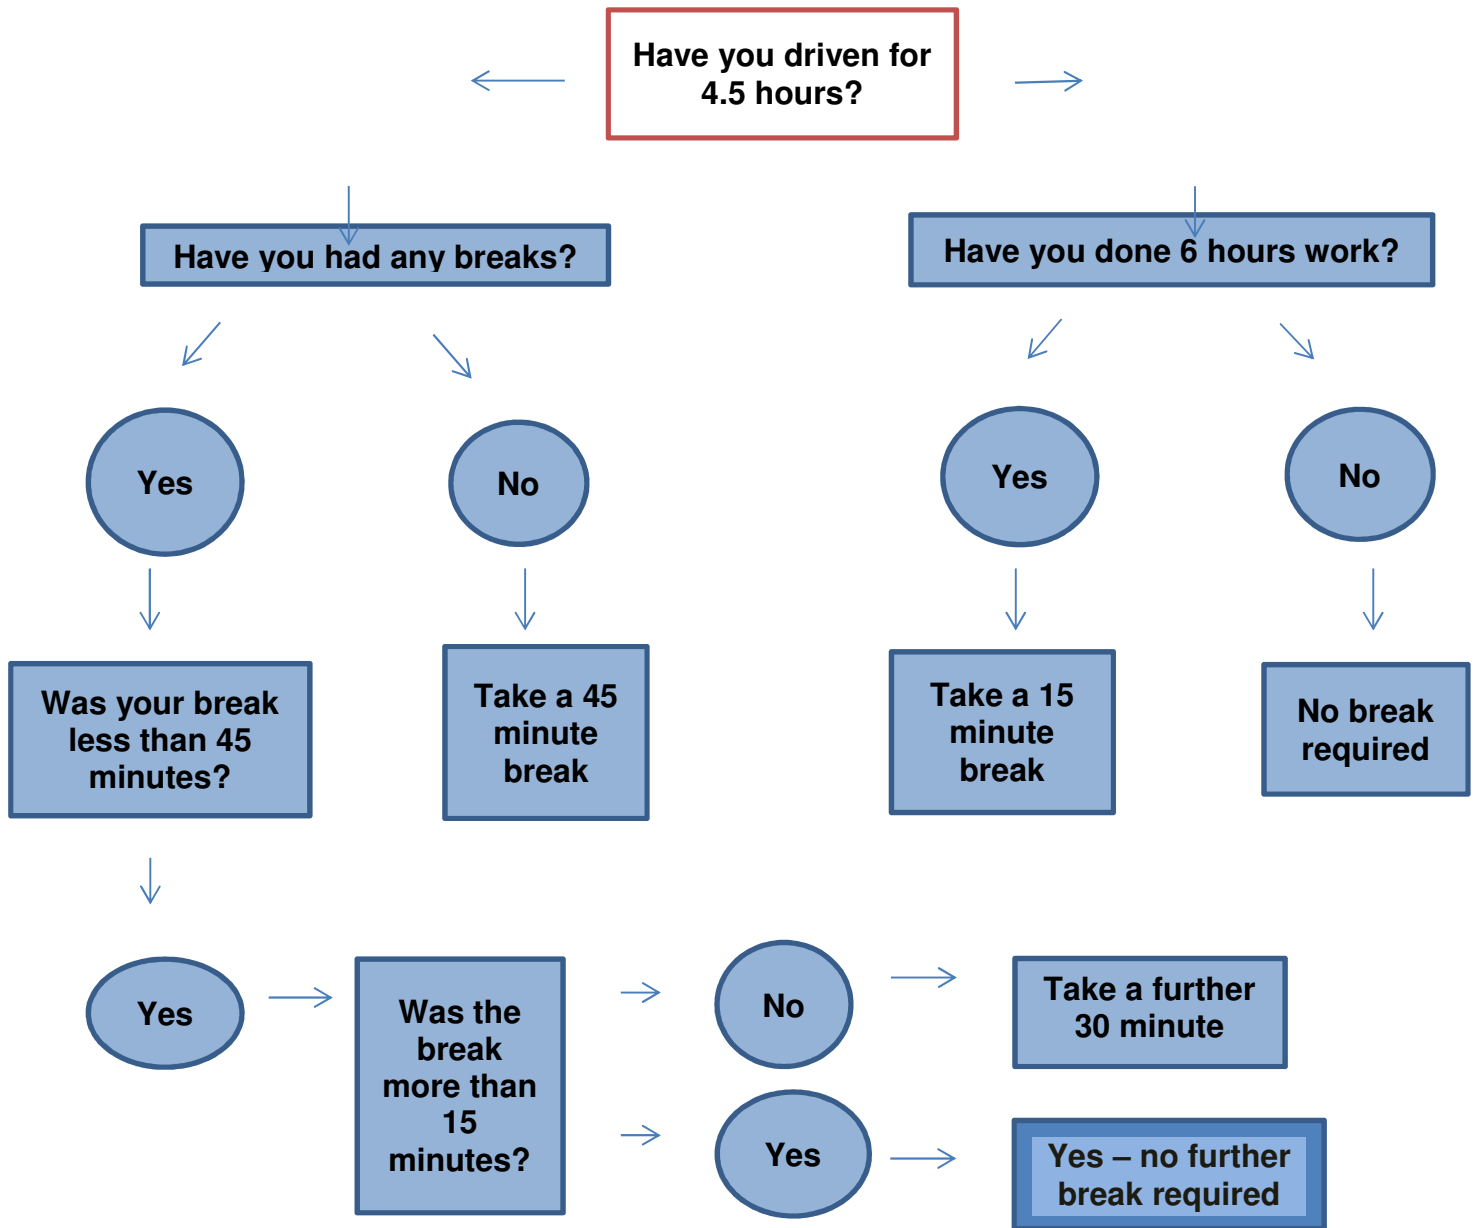 Have you driven for
4.5 hours?
Have you had any breaks?
Have you done 6 hours work?
Yes
No
Yes
No
Was your break
less than 45
minutes?
Take a 45
minute
break
Take a 15
minute
break
No break
required
Yes
Was the
break
more than
15
minutes?
No
Take a further
30 minute
Yes
Yes – no further
break required